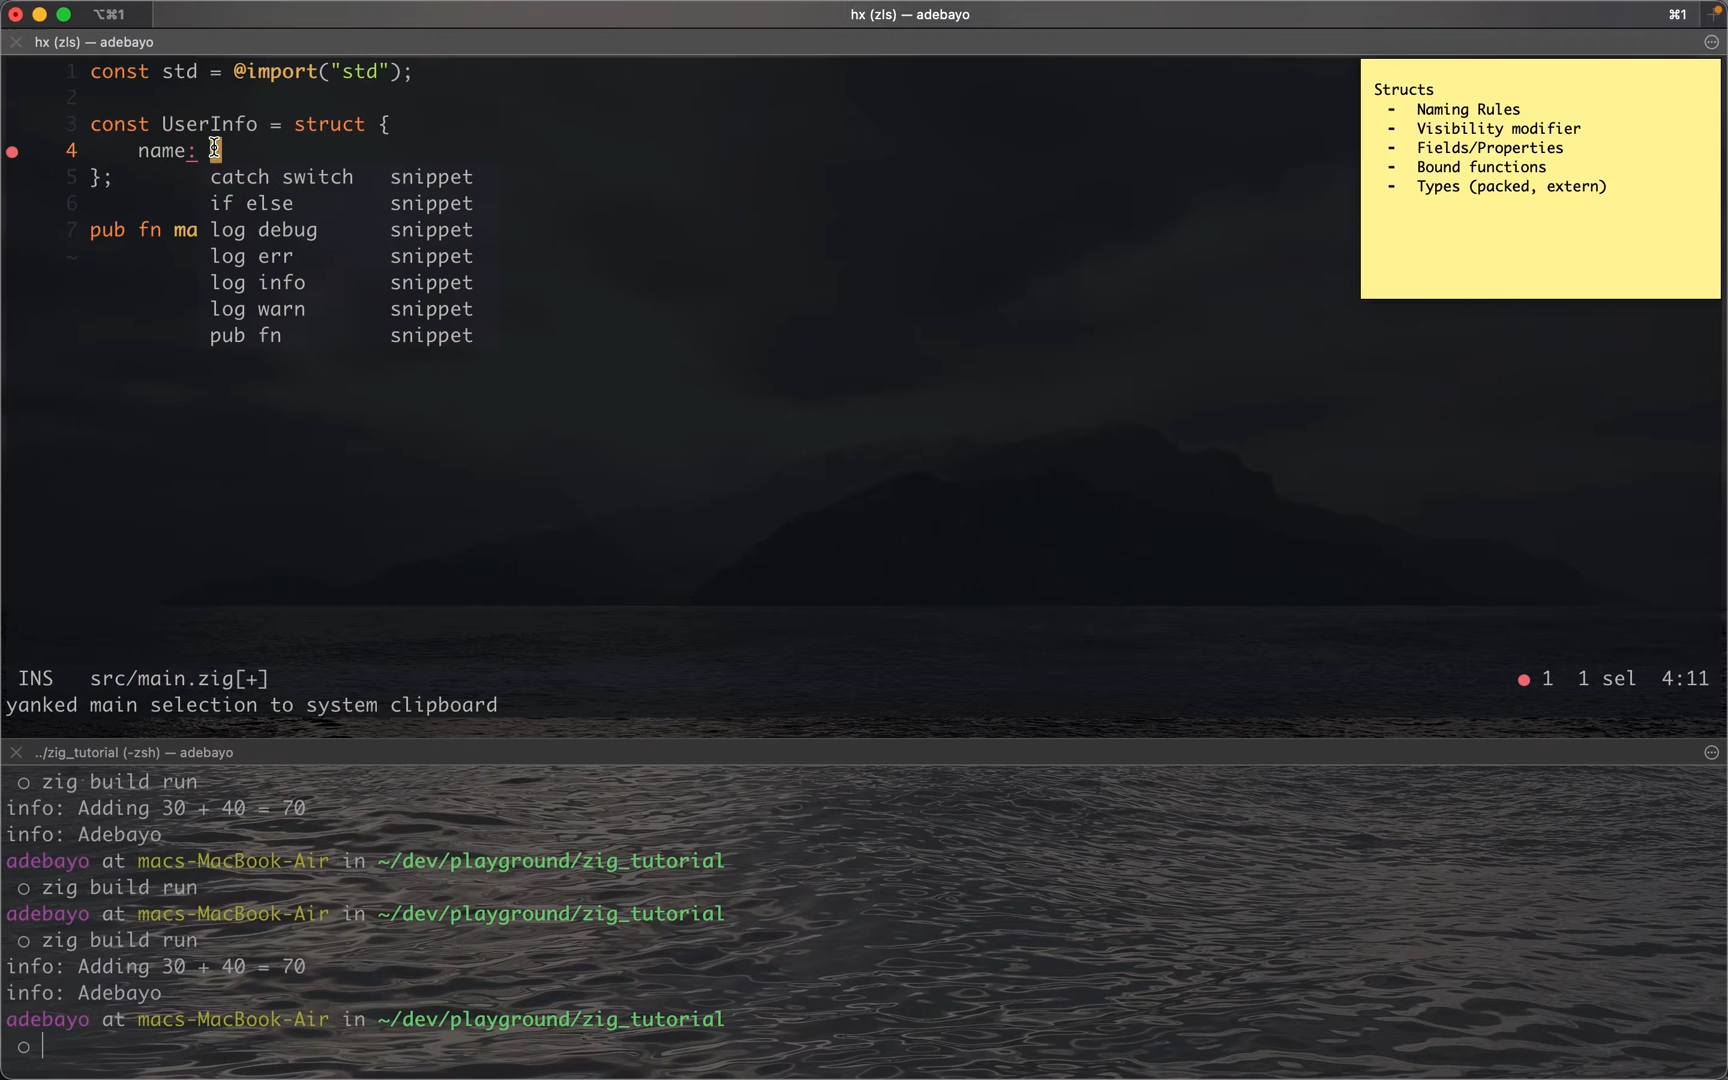 ⌥⌘1
hx (zls) — adebayo
⌘1
hx (zls) — adebayo
1 const std = @import("std");
2
3 const UserInfo = struct {
4 name:
5 };
6
7 pub fn ma
~
catch switch snippet
if else snippet
log debug snippet
log err snippet
log info snippet
log warn snippet
pub fn snippet
Structs
- Naming Rules
- Visibility modifier
- Fields/Properties
- Bound functions
- Types (packed, extern)
INS src/main.zig[+] ● 1 1 sel 4:11
yanked main selection to system clipboard
../zig_tutorial (-zsh) — adebayo
○ zig build run
info: Adding 30 + 40 = 70
info: Adebayo
adebayo at macs-MacBook-Air in ~/dev/playground/zig_tutorial
○ zig build run
adebayo at macs-MacBook-Air in ~/dev/playground/zig_tutorial
○ zig build run
info: Adding 30 + 40 = 70
info: Adebayo
adebayo at macs-MacBook-Air in ~/dev/playground/zig_tutorial
○